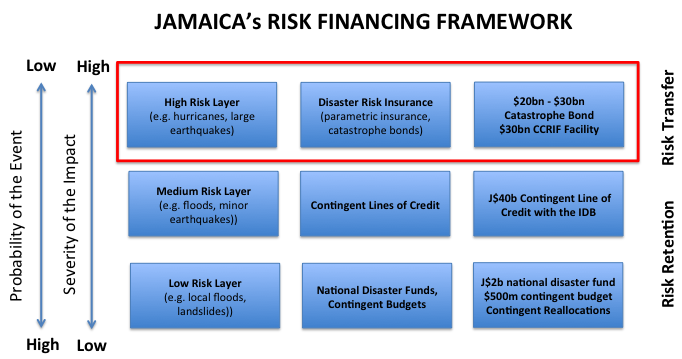 JAMAICA's RISK FINANCING FRAMEWORK
Low
High
Probability of the Event
Severity of the Impact
High Risk Layer
(e.g. hurricanes, large
earthquakes)
Disaster Risk Insurance
(parametric insurance,
catastrophe bonds)
$20bn - $30bn
Catastrophe Bond
$30bn CCRIF Facility
Risk Transfer
Medium Risk Layer
(e.g. floods, minor
earthquakes))
Contingent Lines of Credit
J$40b Contingent Line of
Credit with the IDB
Risk Retention
Low Risk Layer
(e.g. local floods,
landslides))
National Disaster Funds,
Contingent Budgets
J$2b national disaster fund
$500m contingent budget
Contingent Reallocations
High
Low